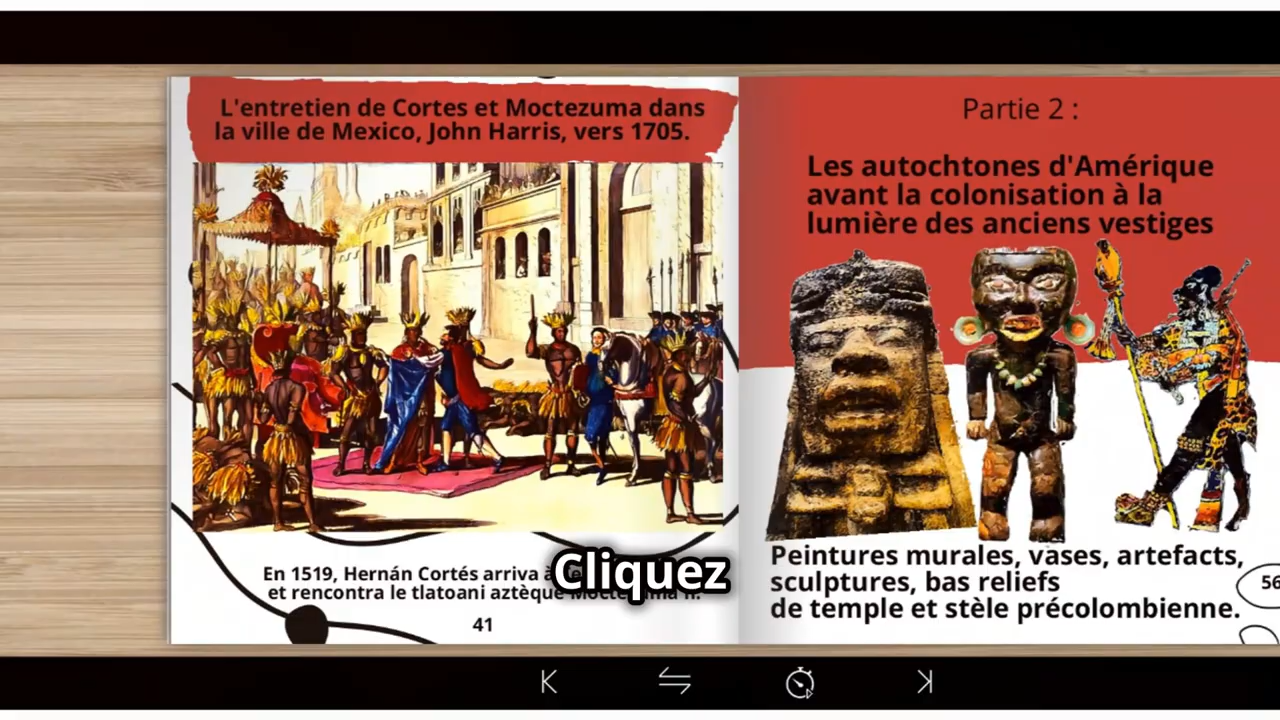 L'entretien de Cortes et Moctezuma dans
la ville de Mexico, John Harris, vers 1705.
En 1519, Hernán Cortés arriva à
et rencontra le tlatoani aztèque Moctezuma II.
41
Partie 2 :
Les autochtones d'Amérique
avant la colonisation à la
lumière des anciens vestiges
Peintures murales, vases, artefacts,
sculptures, bas reliefs
de temple et stèle précolombienne.
56
Cliquez